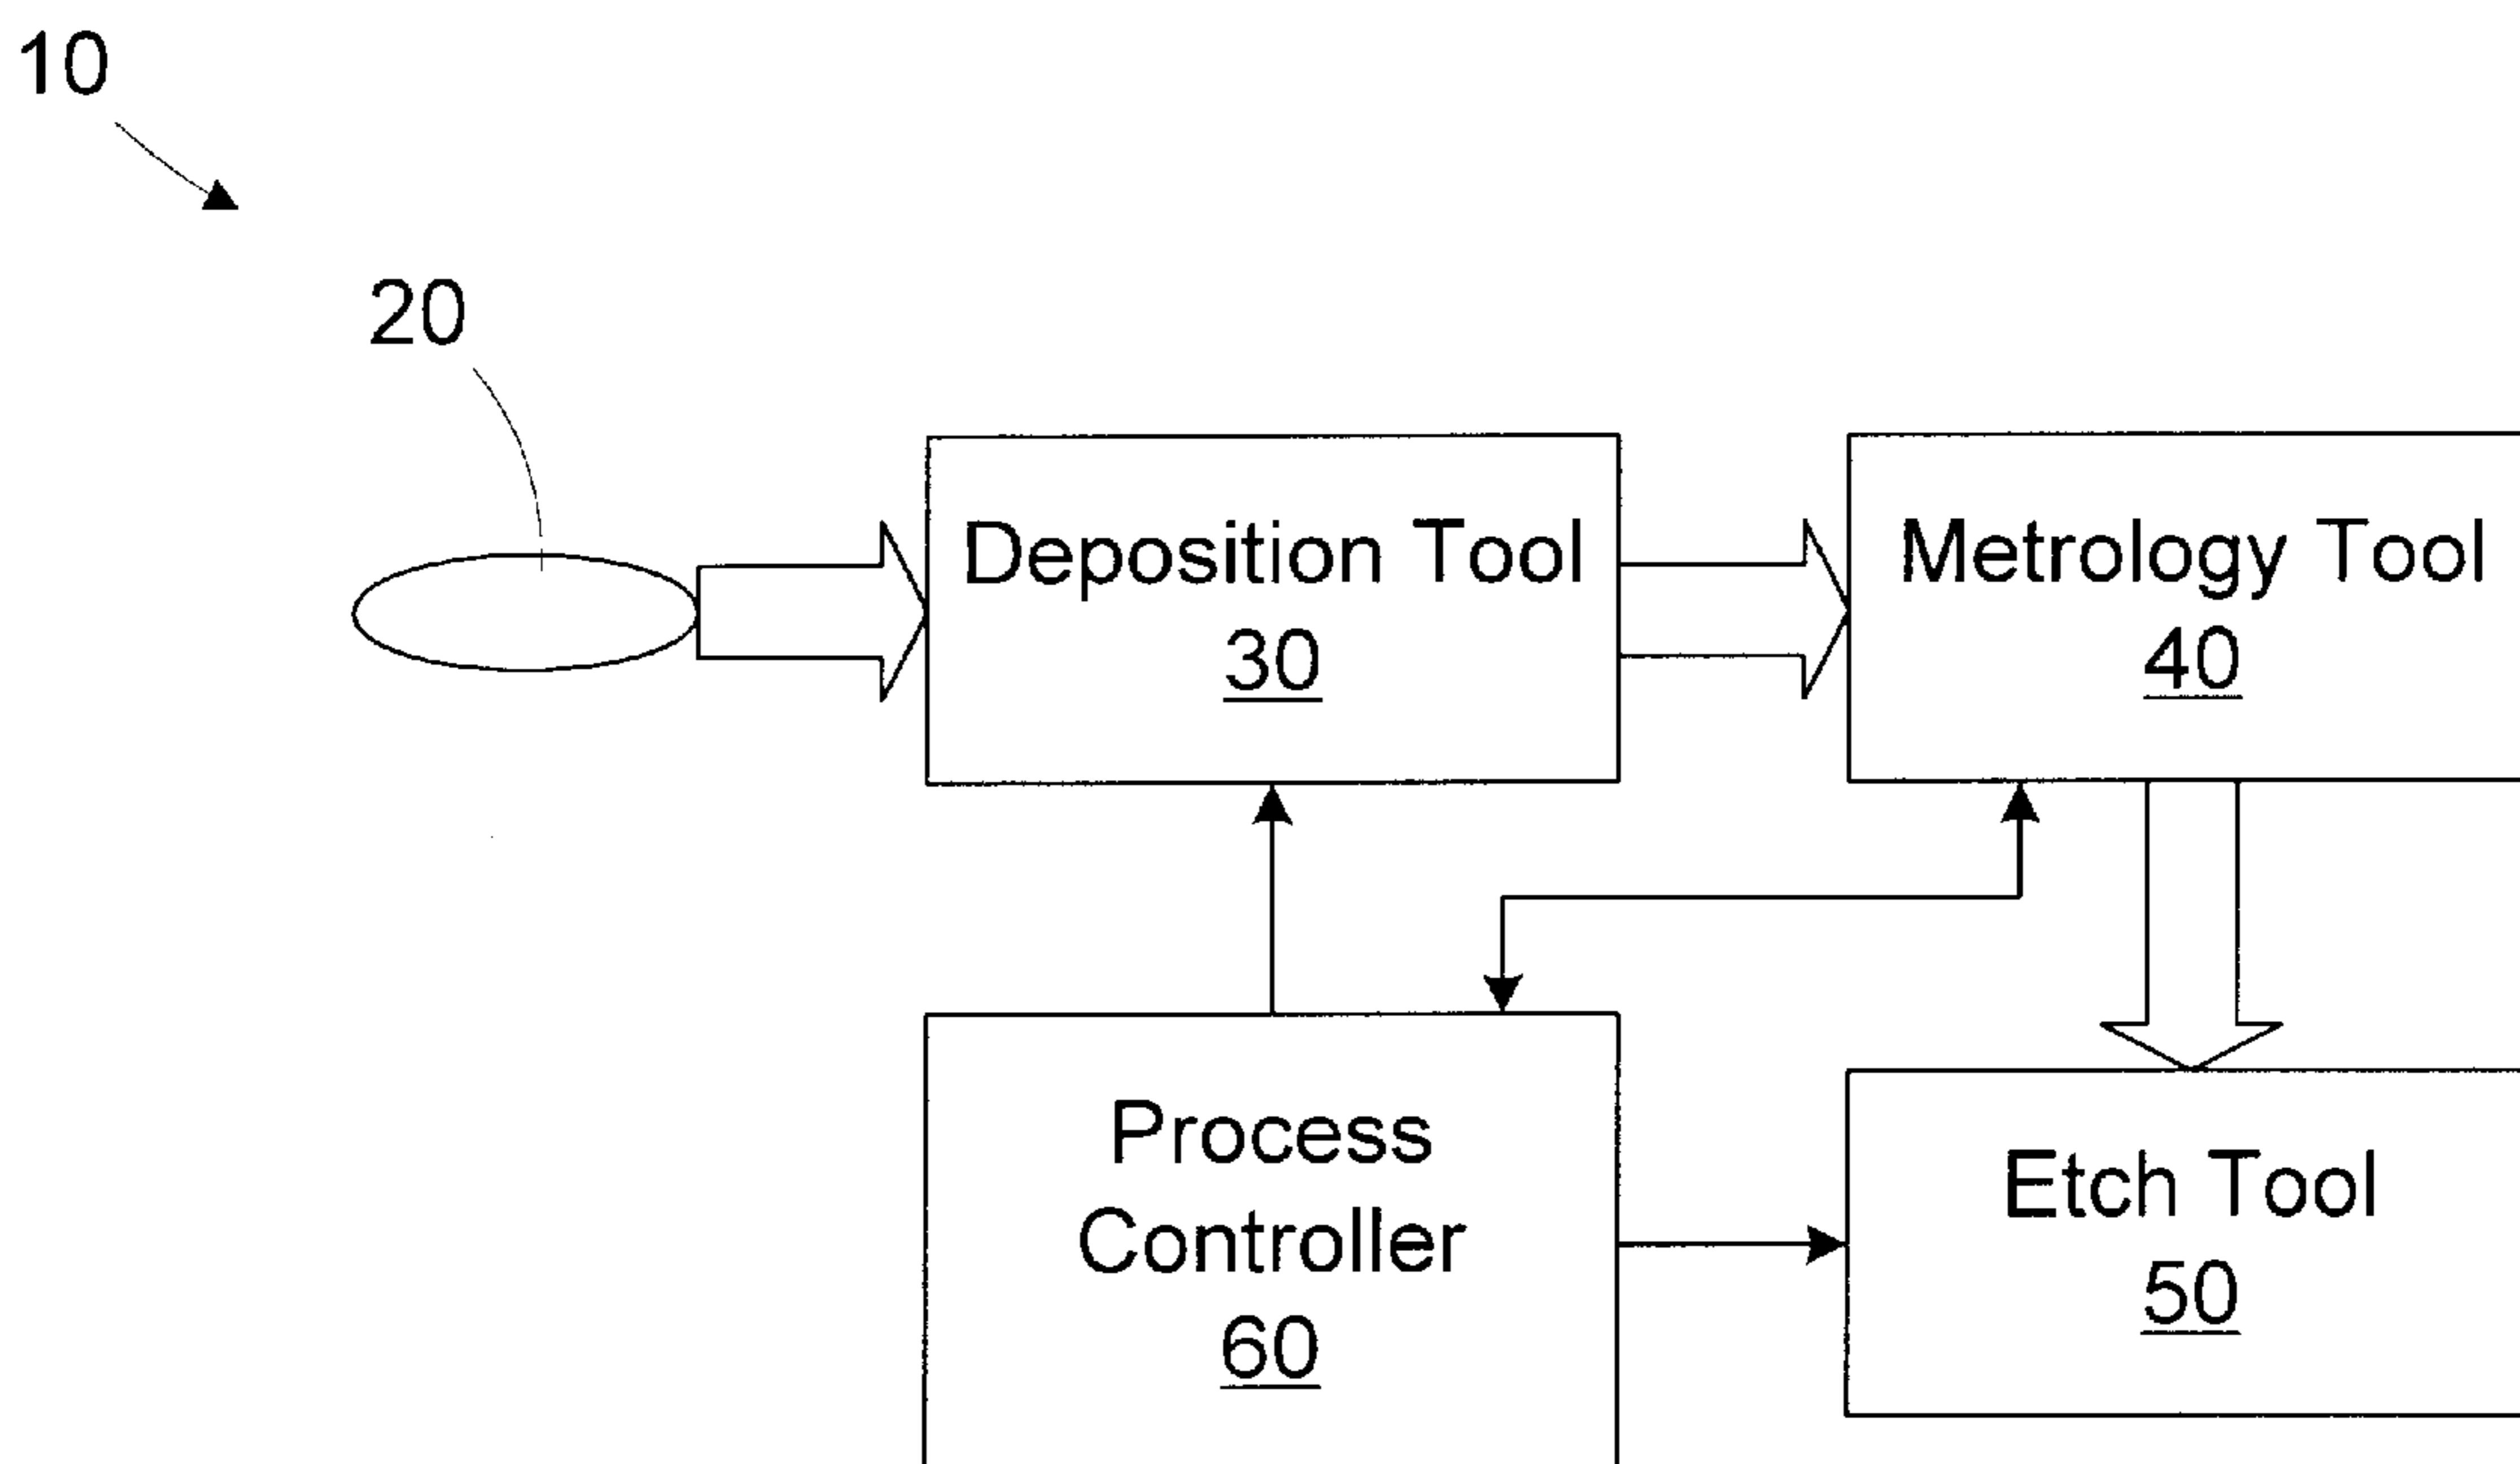 10
20
Deposition Tool
30
Metrology Tool
40
Process
Controller
60
Etch Tool
50